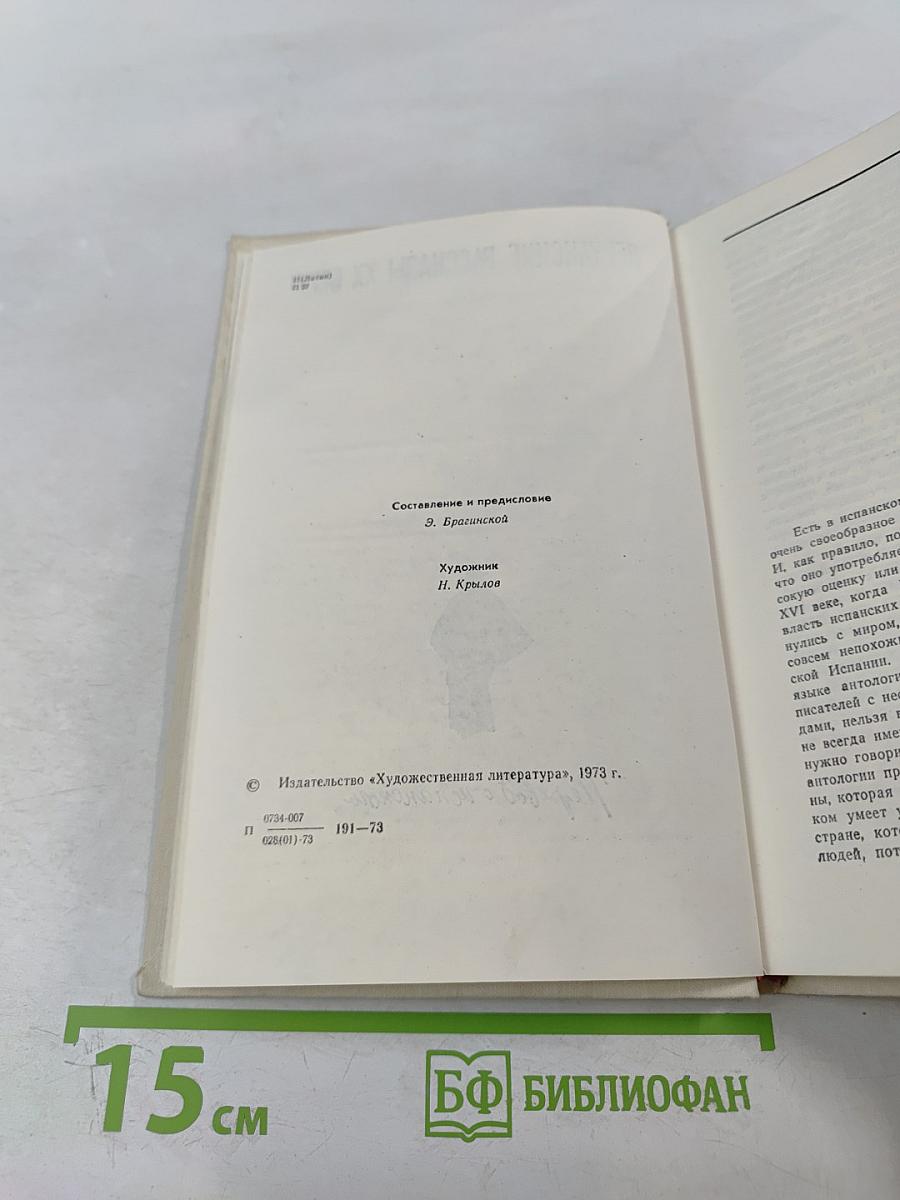 И(Латин)
Составление и предисловие
Э. Брагинской
Художник
Н. Крылов
© Издательство «Художественная литература», 1973 г.
П 0734-007
028(01)-73 191—73
Есть в испанском
очень своеобразное
И, как правило, по
что оно употребляе
сокую оценку или
XVI веке, когда
власть испанских
нулись с миром,
совсем непохожи
ской Испании.
языке антологи
писателей с нес
дами, нельзя
не всегда име
нужно говори
антологии пр
ны, которая
ком умеет у
стране, кото
людей, пот
15 см
БФ БИБЛИОФАН